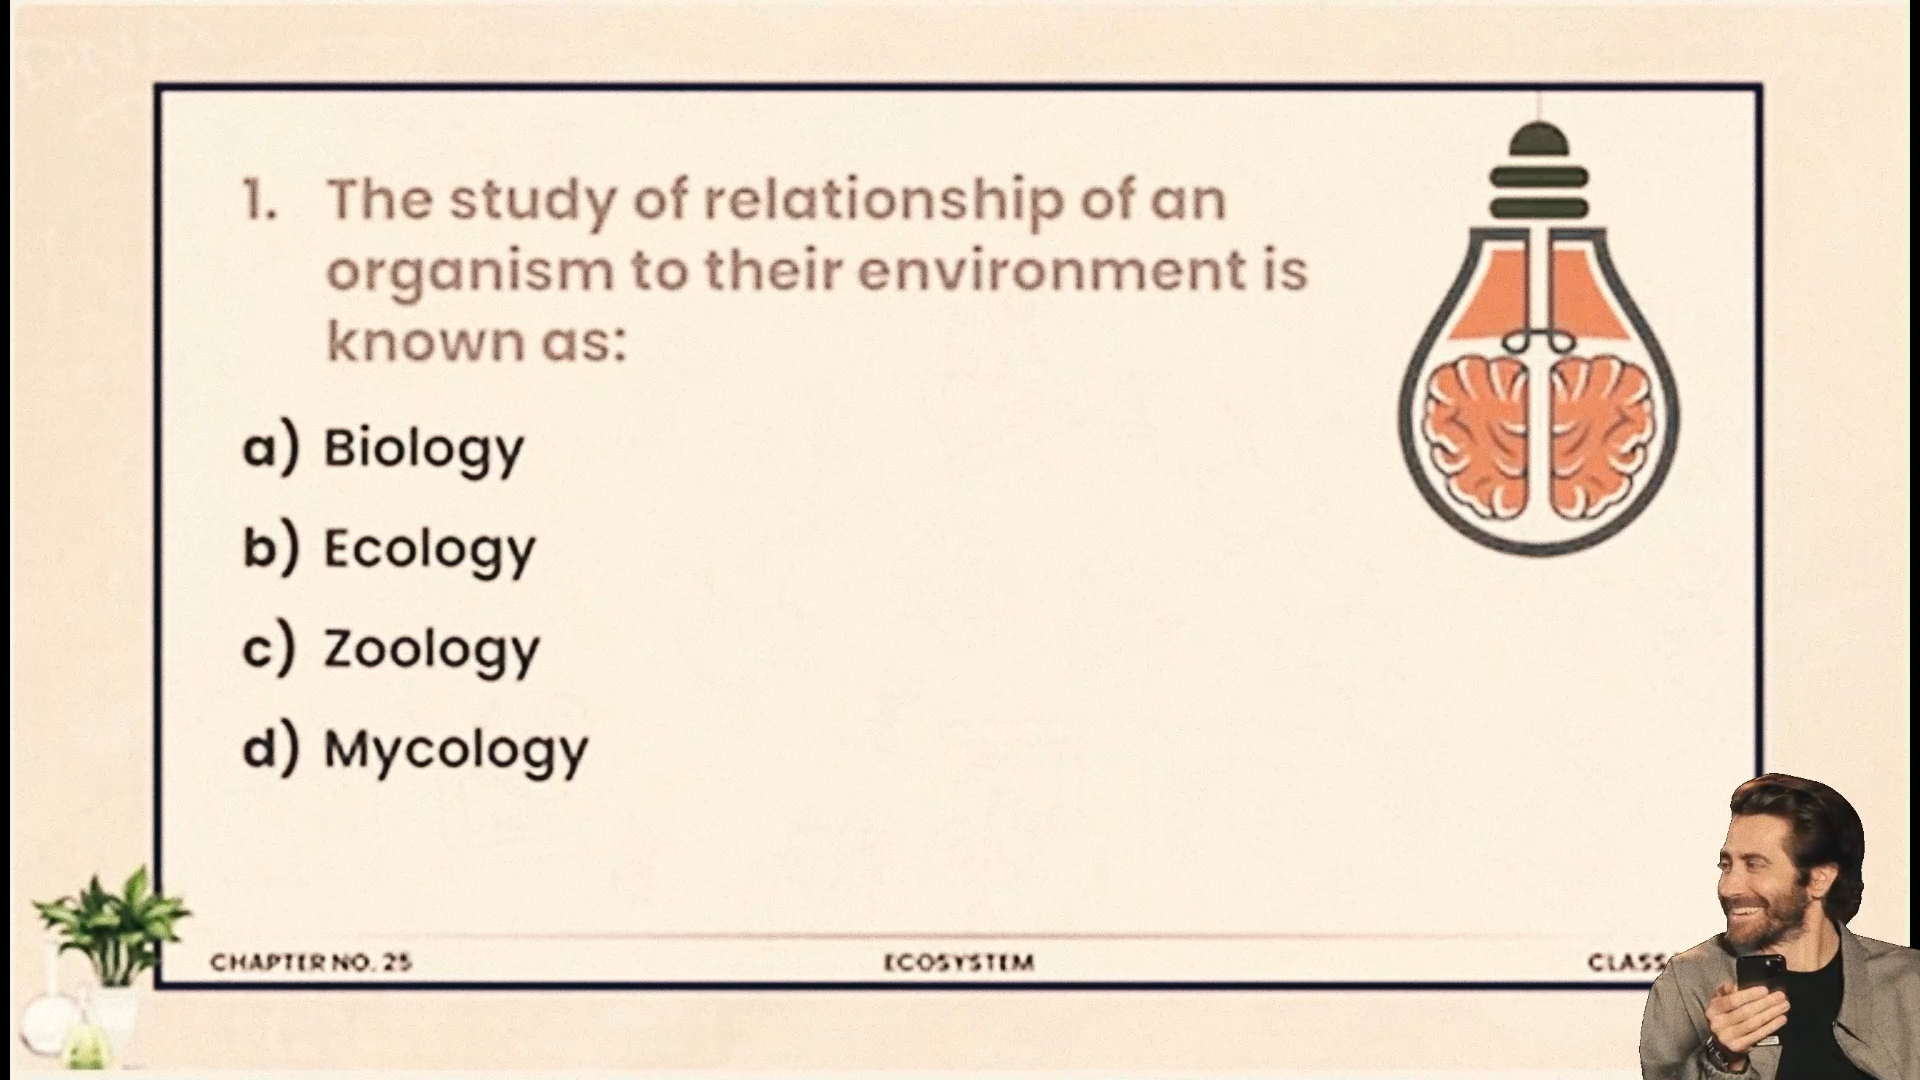 1. The study of relationship of an
organism to their environment is
known as:
a) Biology
b) Ecology
c) Zoology
d) Mycology
CHAPTER NO. 25 ECOSYSTEM CLASS